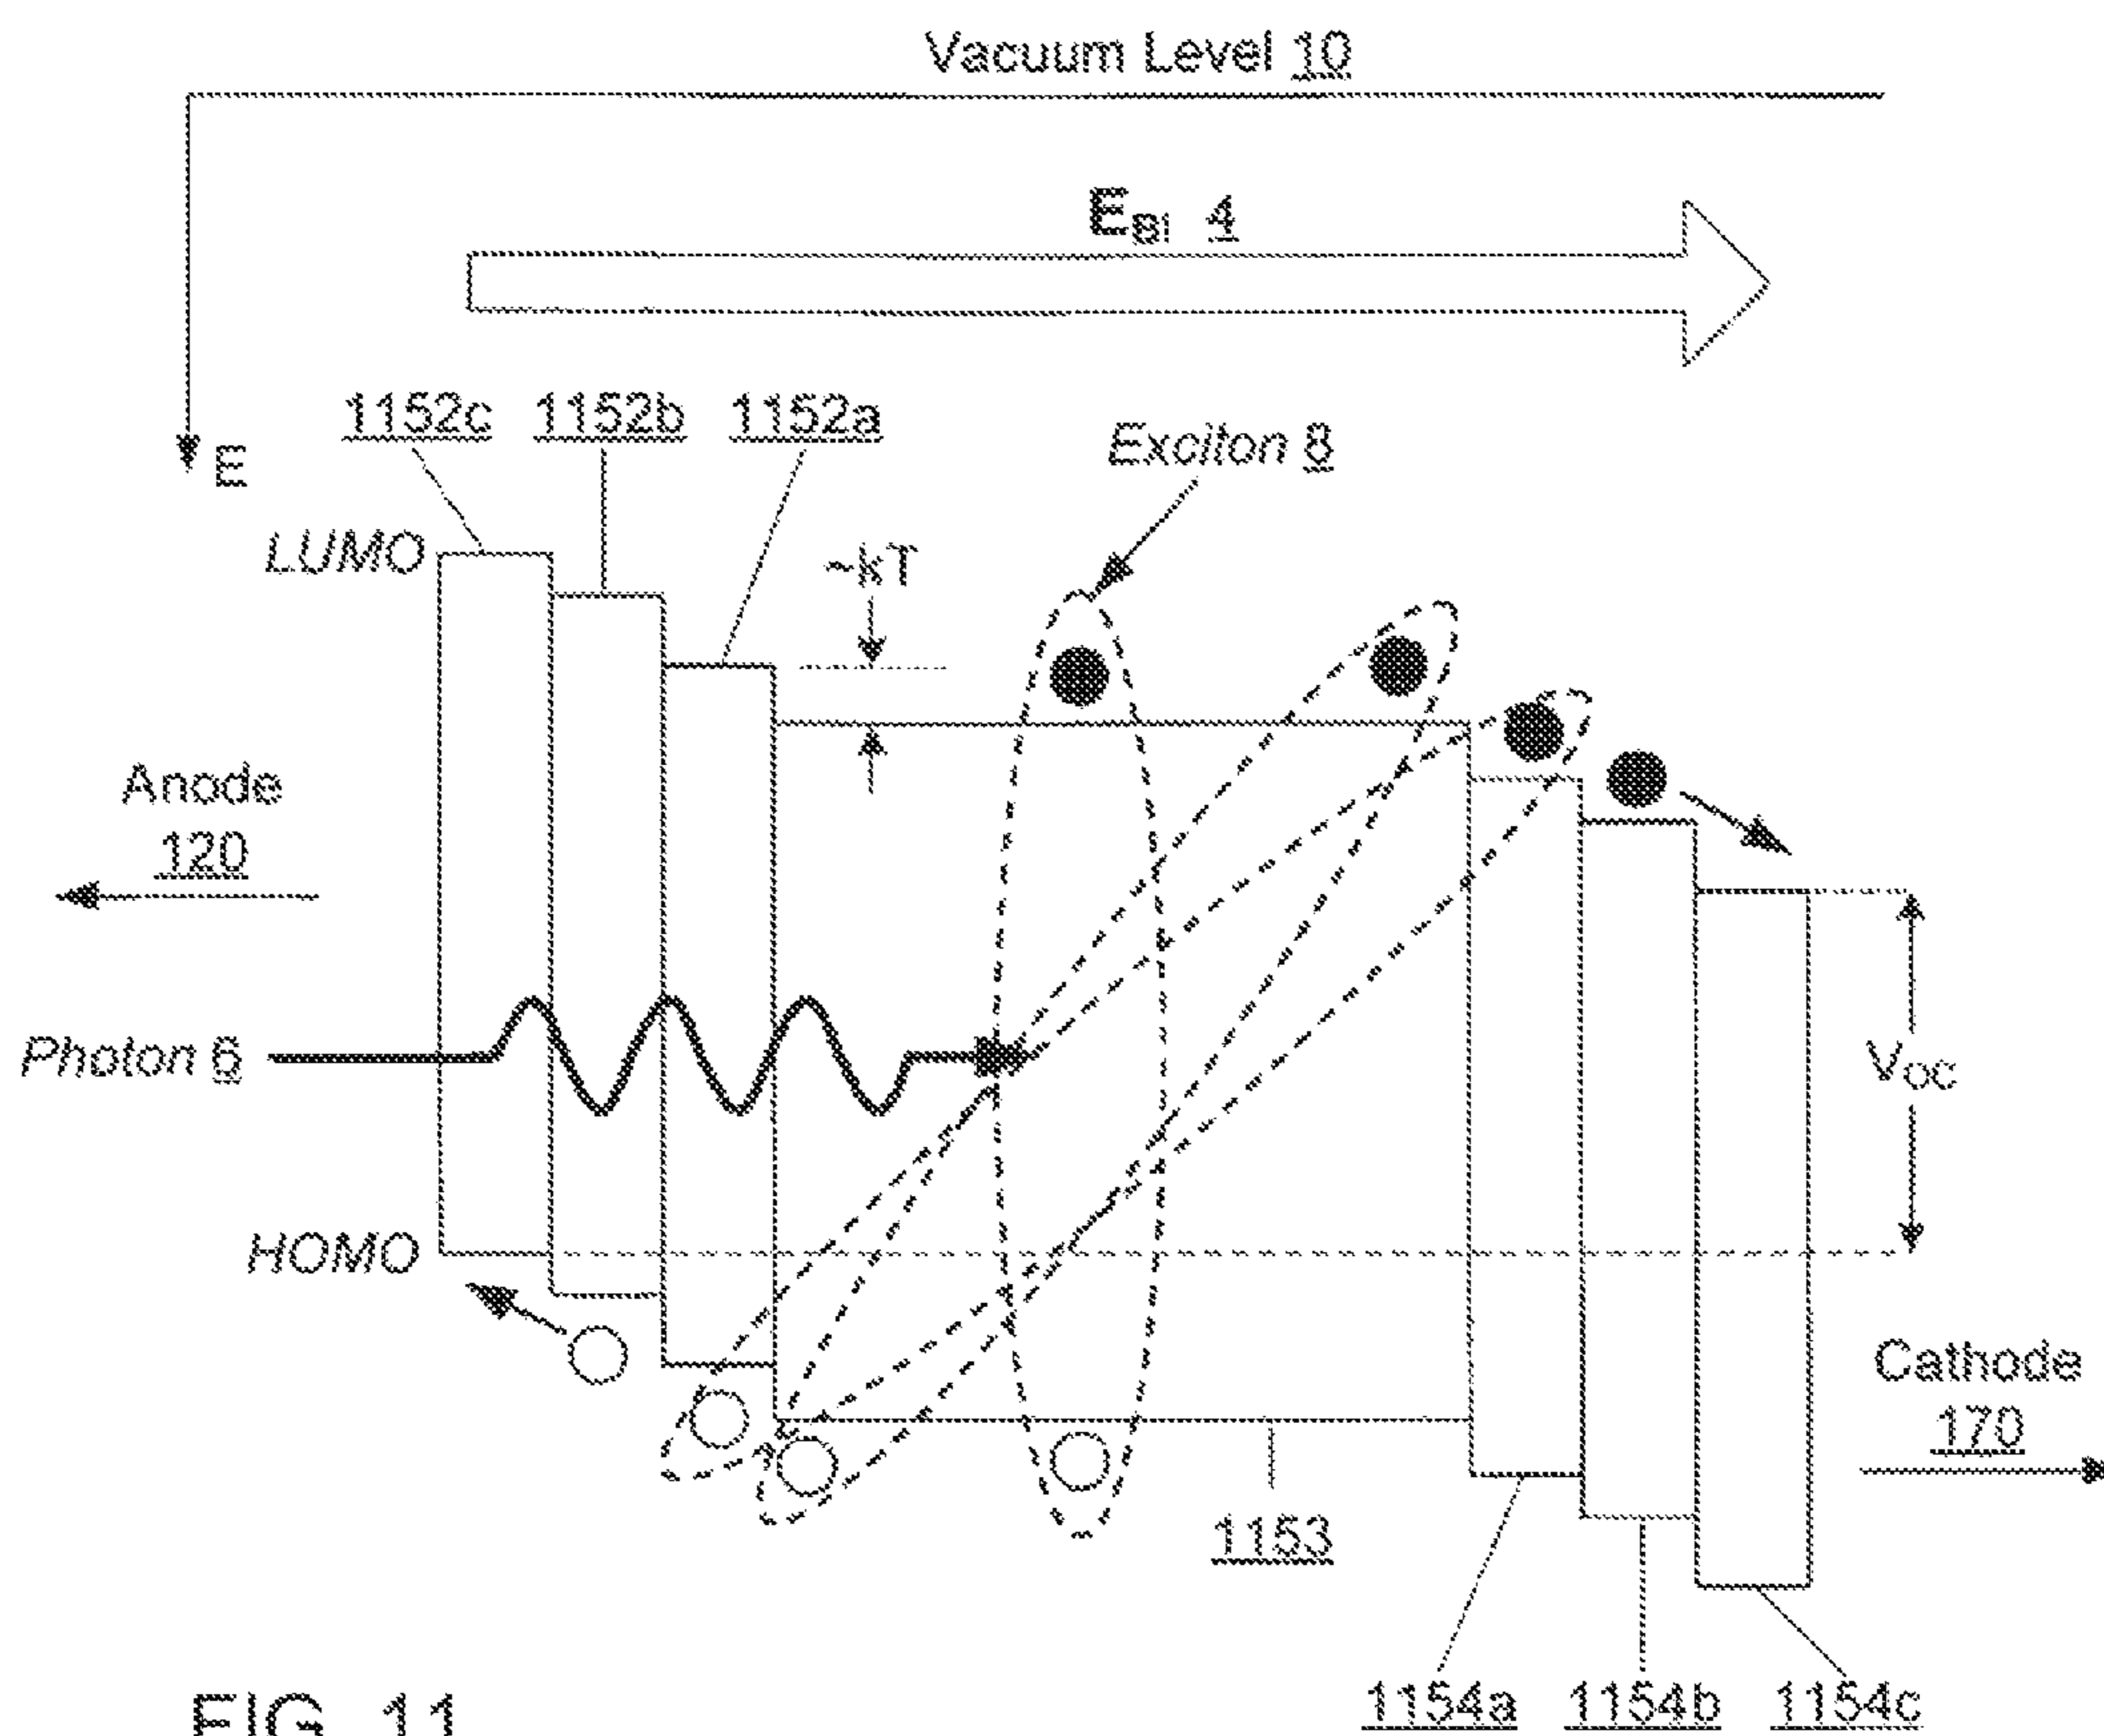 Vacuum Level 10
E_BI 4
1152c 1152b 1152a
Exciton 8
E
LUMO
~kT
Anode
120
Photon 6
V_OC
HOMO
Cathode
170
1153
1154a 1154b 1154c
FIG. 11